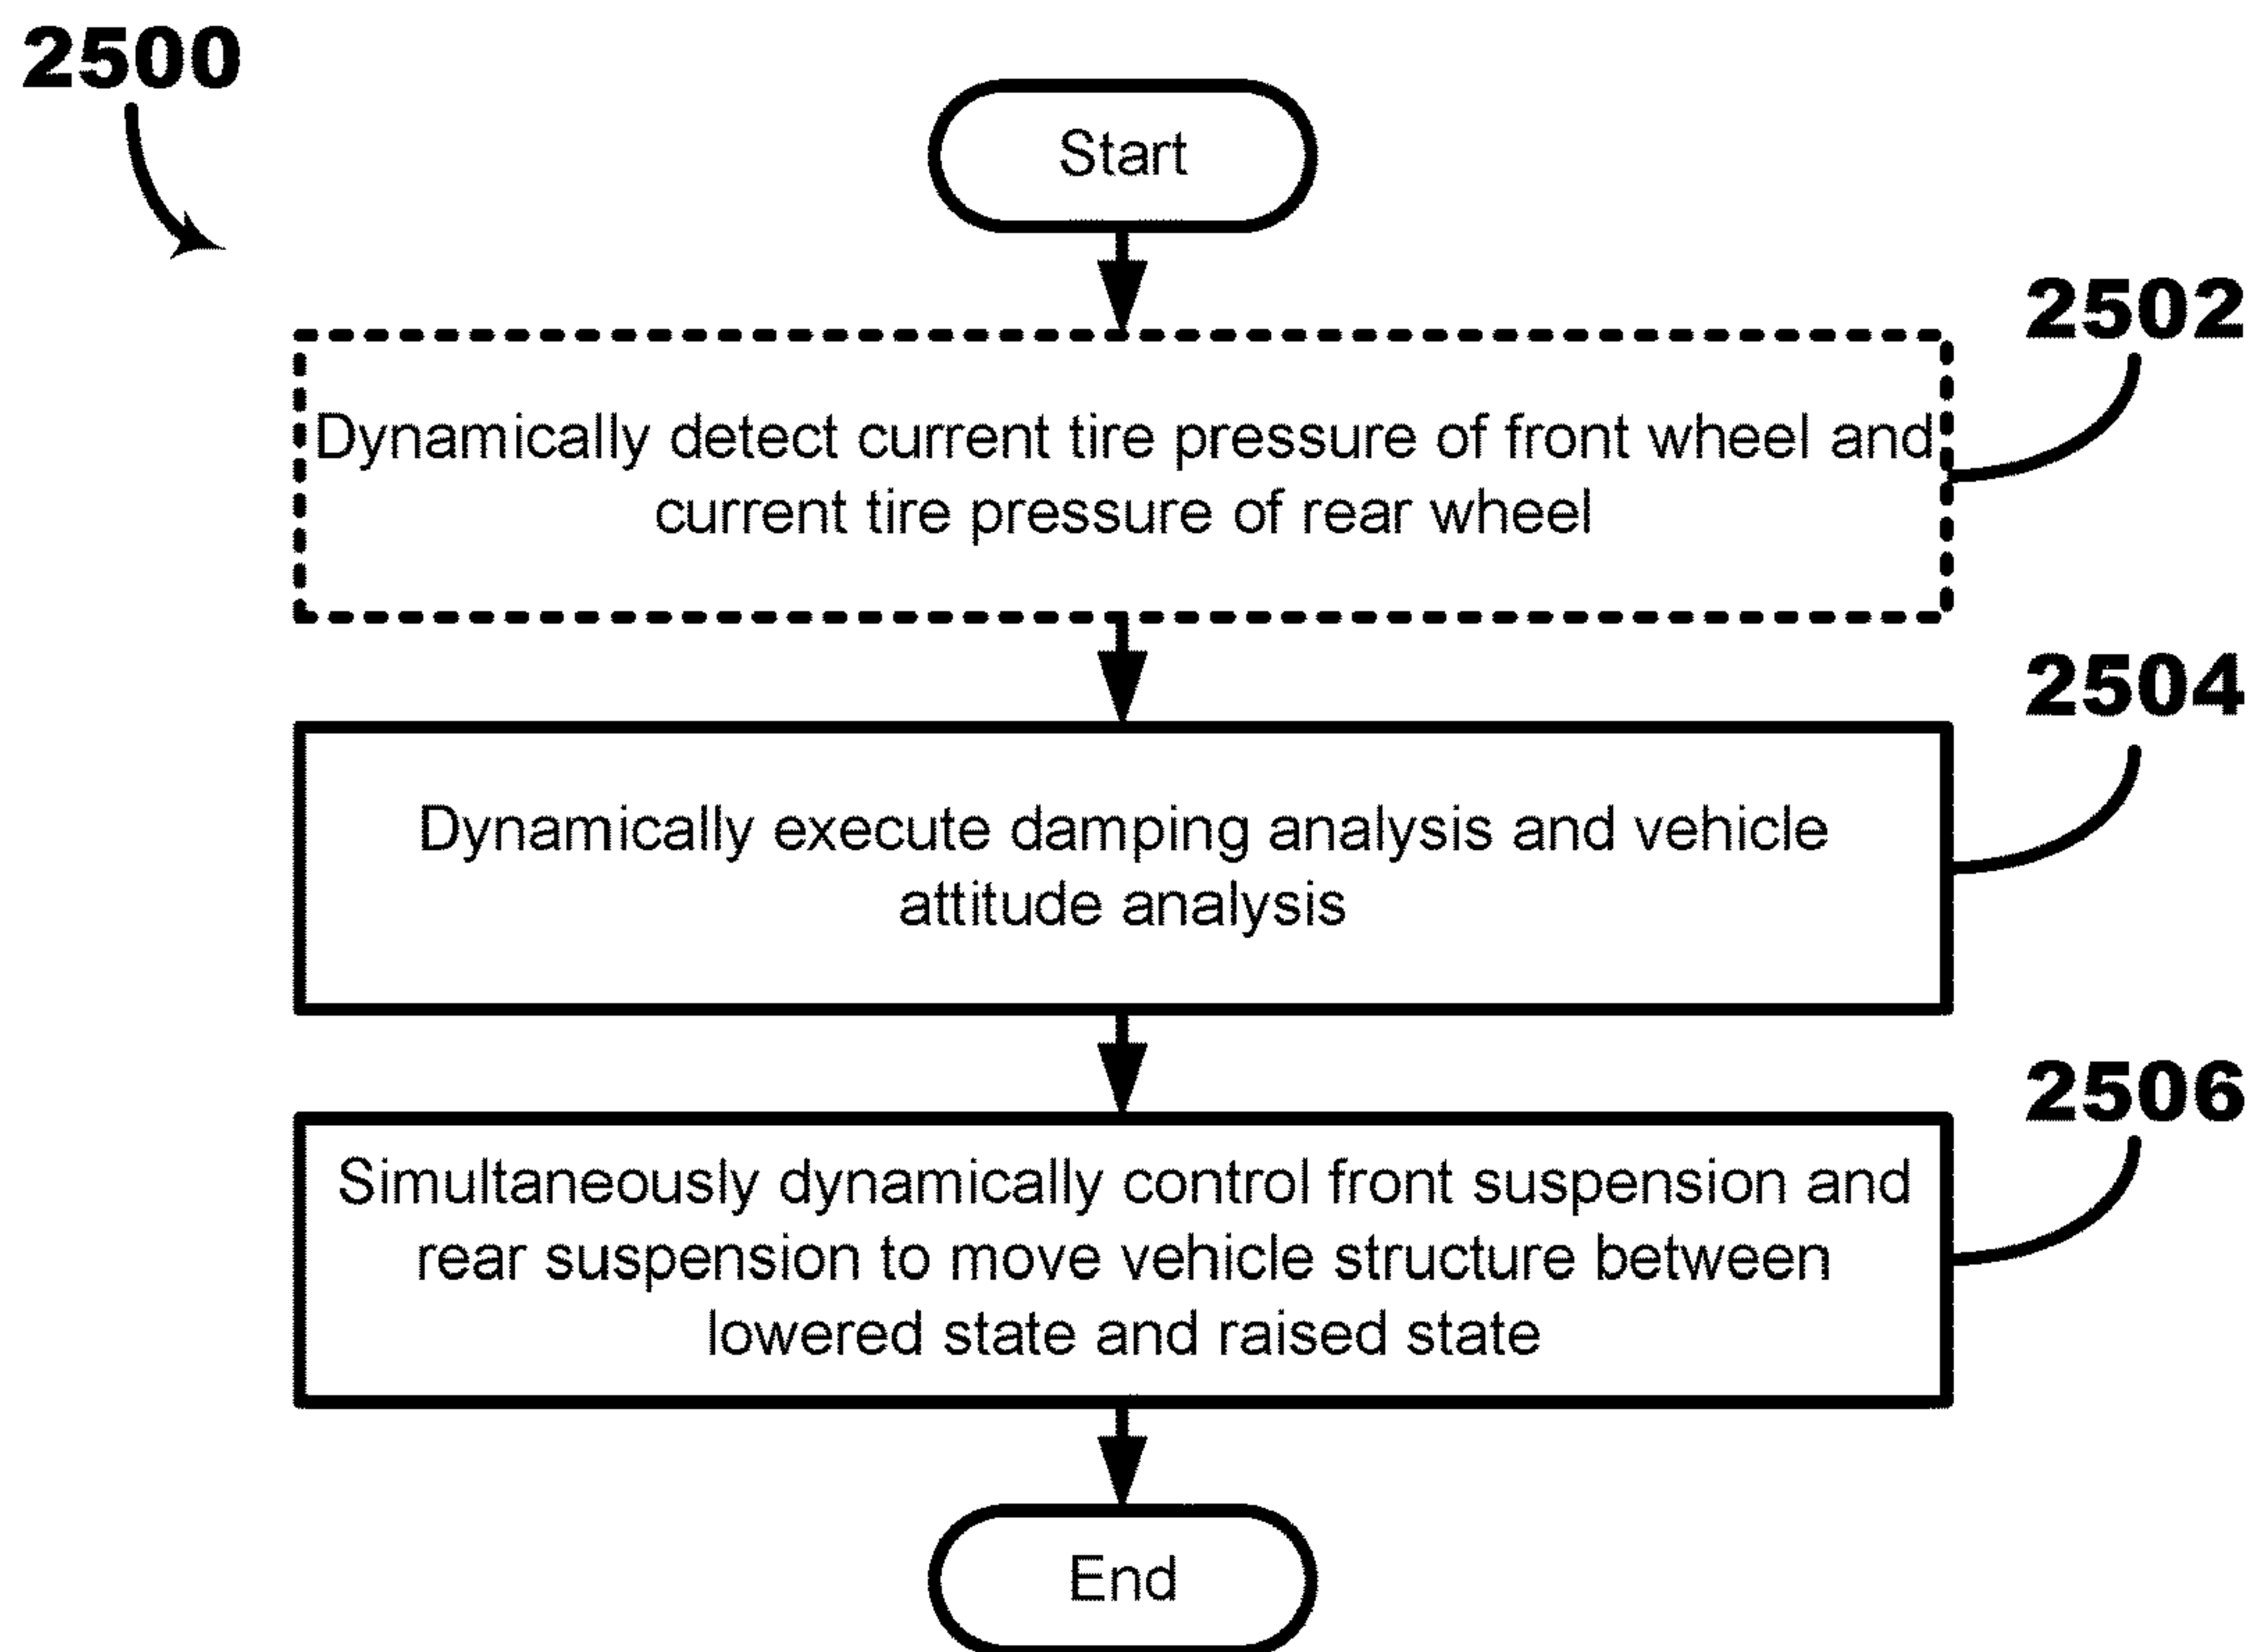 2500
Start
2502
Dynamically detect current tire pressure of front wheel and
current tire pressure of rear wheel
2504
Dynamically execute damping analysis and vehicle
attitude analysis
2506
Simultaneously dynamically control front suspension and
rear suspension to move vehicle structure between
lowered state and raised state
End